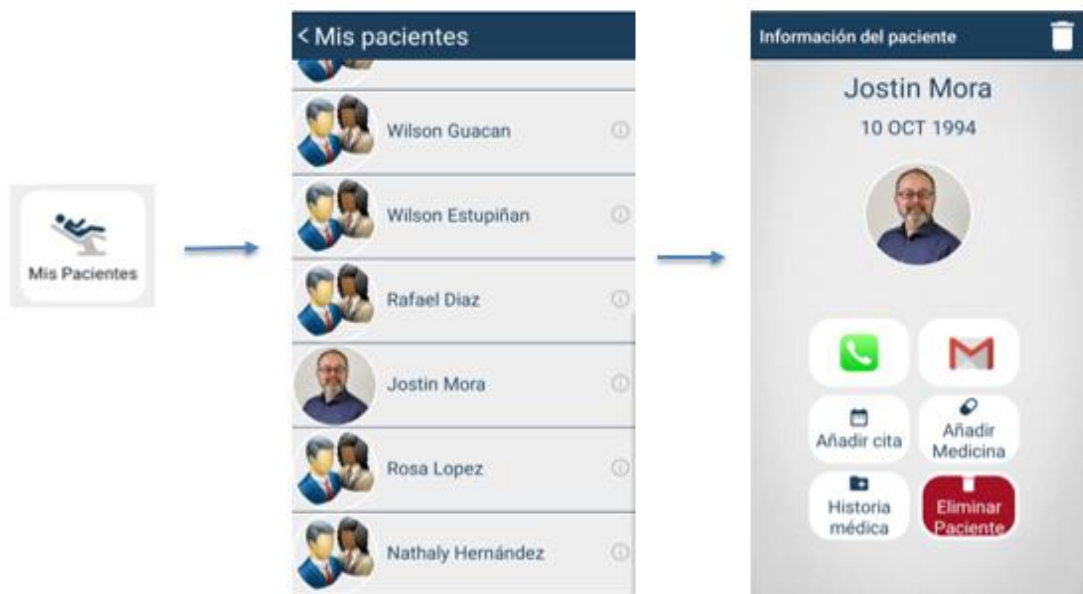 Mis Pacientes
< Mis pacientes
Wilson Guacan
Wilson Estupiñan
Rafael Diaz
Jostin Mora
Rosa Lopez
Nathaly Hernández
Información del paciente
Jostin Mora
10 OCT 1994
Añadir cita
Añadir
Medicina
Historia
médica
Eliminar
Paciente